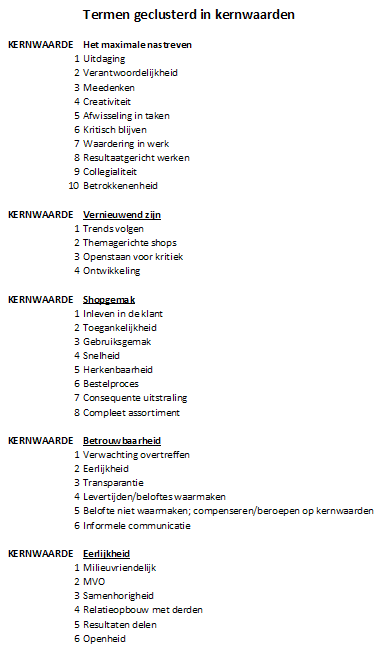 Termen geclusterd in kernwaarden
KERNWAARDE Het maximale nastreven
1 Uitdaging
2 Verantwoordelijkheid
3 Meedenken
4 Creativiteit
5 Afwisseling in taken
6 Kritisch blijven
7 Waardering in werk
8 Resultaatgericht werken
9 Collegialiteit
10 Betrokkenenheid
KERNWAARDE Vernieuwend zijn
1 Trends volgen
2 Themagerichte shops
3 Openstaan voor kritiek
4 Ontwikkeling
KERNWAARDE Shopgemak
1 Inleven in de klant
2 Toegankelijkheid
3 Gebruiksgemak
4 Snelheid
5 Herkenbaarheid
6 Bestelproces
7 Consequente uitstraling
8 Compleet assortiment
KERNWAARDE Betrouwbaarheid
1 Verwachting overtreffen
2 Eerlijkheid
3 Transparantie
4 Levertijden/beloftes waarmaken
5 Belofte niet waarmaken; compenseren/beroepen op kernwaarden
6 Informele communicatie
KERNWAARDE Eerlijkheid
1 Milieuvriendelijk
2 MVO
3 Samenhorigheid
4 Relatieopbouw met derden
5 Resultaten delen
6 Openheid